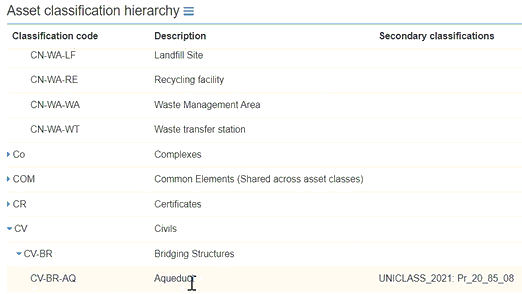 Asset classification hierarchy
Classification code Description Secondary classifications
CN-WA-LF Landfill Site
CN-WA-RE Recycling facility
CN-WA-WA Waste Management Area
CN-WA-WT Waste transfer station
Co Complexes
COM Common Elements (Shared across asset classes)
CR Certificates
CV Civils
CV-BR Bridging Structures
CV-BR-AQ Aqueduct UNICLASS_2021: Pr_20_85_08